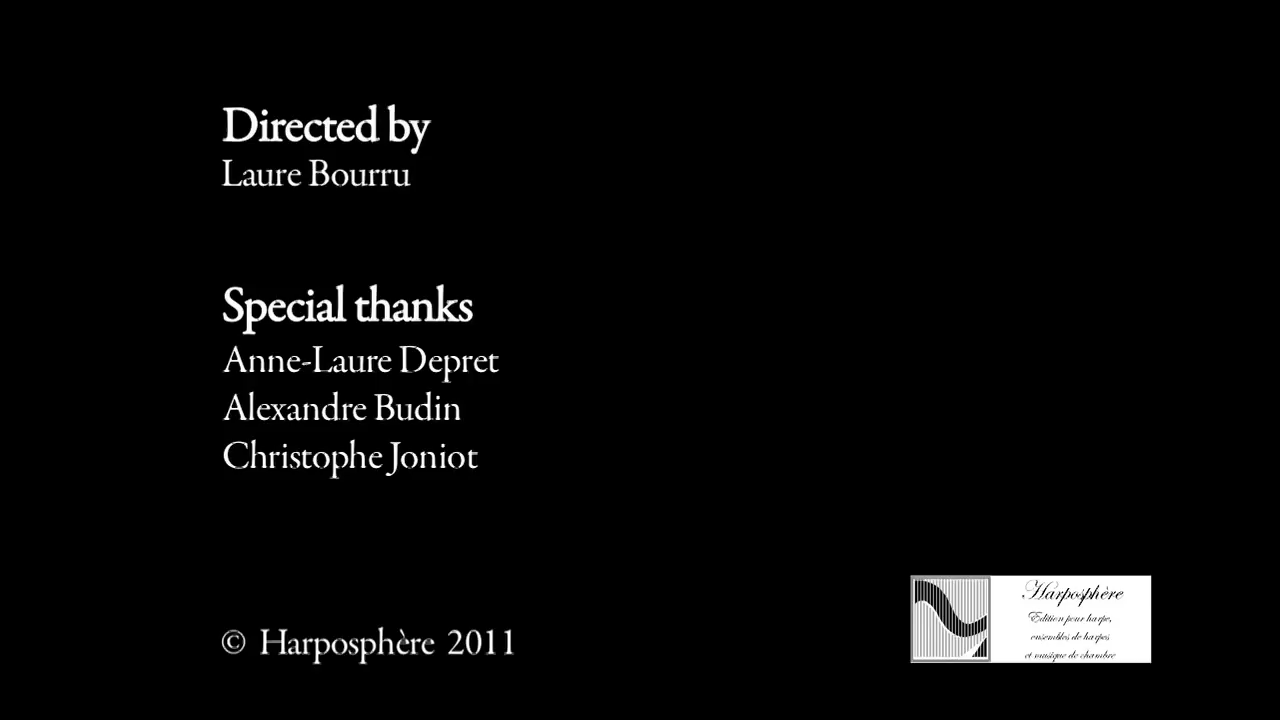 Directed by
Laure Bourru
Special thanks
Anne-Laure Depret
Alexandre Budin
Christophe Joniot
© Harposphère 2011
Harposphère
Edition pour harpe,
ensembles de harpes
et musique de chambre